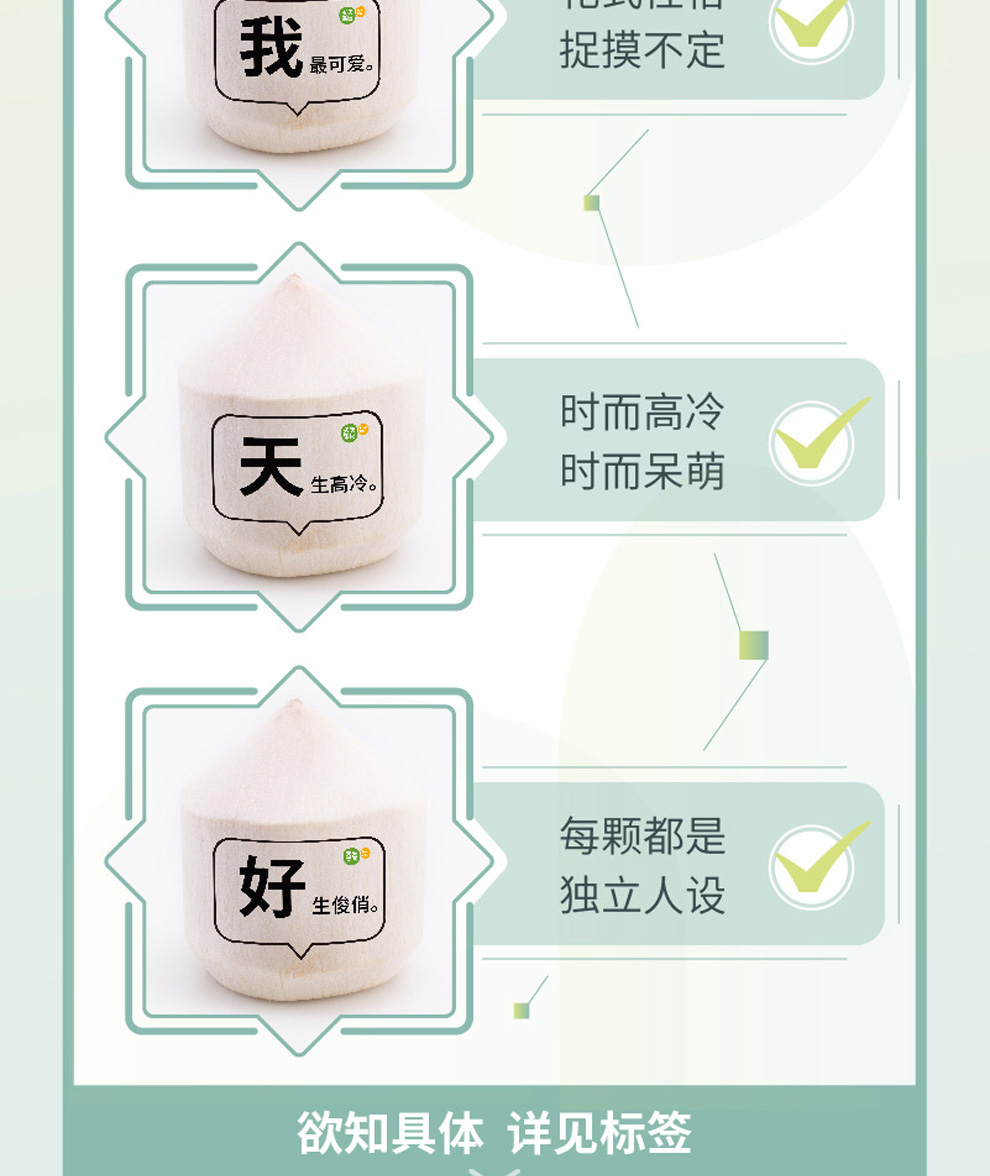 我最可爱。
捉摸不定
天生高冷。
时而高冷
时而呆萌
好生俊俏。
每颗都是
独立人设
欲知具体 详见标签